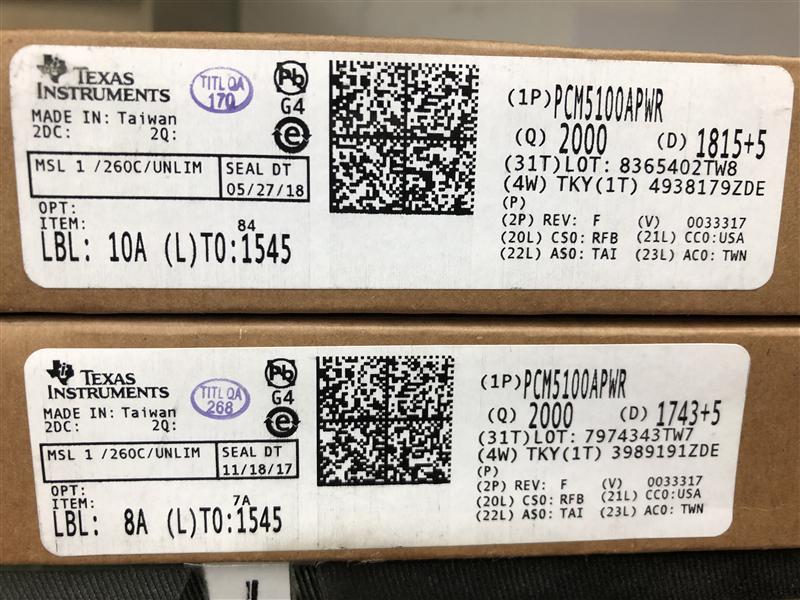 TEXAS
INSTRUMENTS
TITL QA
170
Pb
G4
e
MADE IN: Taiwan
2DC: 2Q:
MSL 1 /260C/UNLIM
SEAL DT
05/27/18
OPT:
ITEM: 84
LBL: 10A (L)TO:1545
(1P)PCM5100APWR
(Q) 2000 (D) 1815+5
(31T)LOT: 8365402TW8
(4W) TKY(1T) 4938179ZDE
(P)
(2P) REV: F (V) 0033317
(20L) CSO: RFB (21L) CCO:USA
(22L) ASO: TAI (23L) ACO: TWN
TEXAS
INSTRUMENTS
TITL QA
268
Pb
G4
e
MADE IN: Taiwan
2DC: 2Q:
MSL 1 /260C/UNLIM
SEAL DT
11/18/17
OPT:
ITEM: 7A
LBL: 8A (L)TO:1545
(1P)PCM5100APWR
(Q) 2000 (D) 1743+5
(31T)LOT: 7974343TW7
(4W) TKY(1T) 3989191ZDE
(P)
(2P) REV: F (V) 0033317
(20L) CSO: RFB (21L) CCO:USA
(22L) ASO: TAI (23L) ACO: TWN